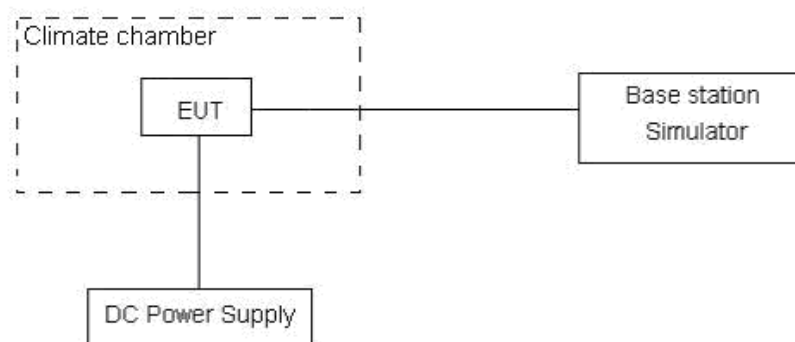 Climate chamber
EUT
Base station
Simulator
DC Power Supply